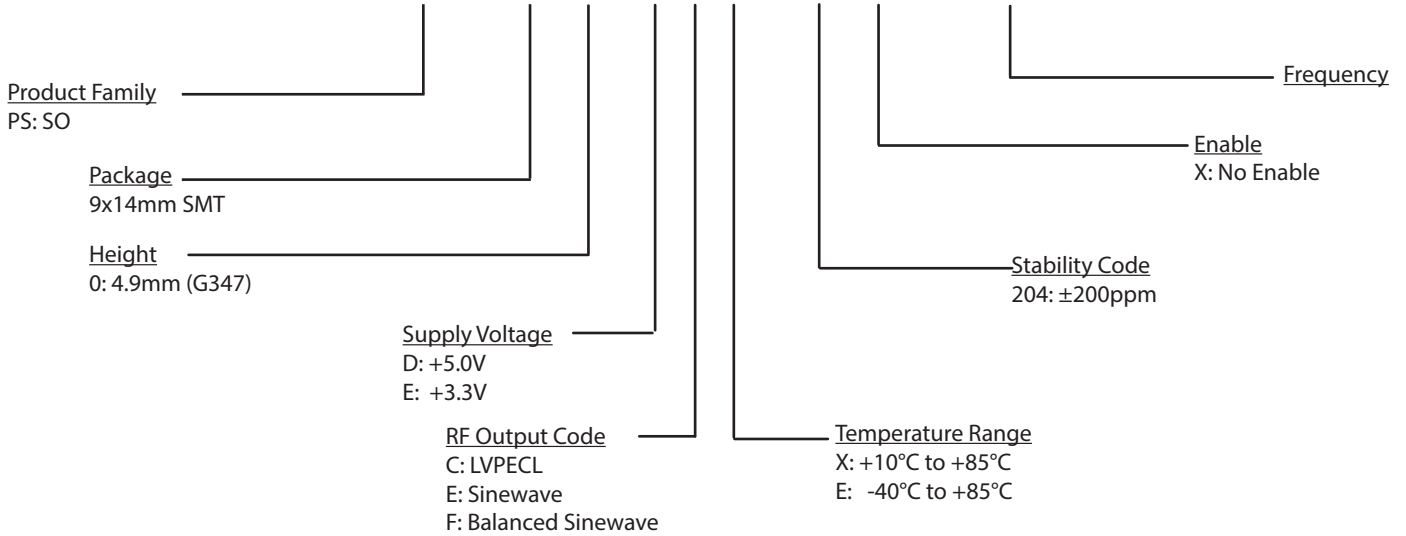 Product Family
PS: SO
Frequency
Enable
X: No Enable
Package
9x14mm SMT
Height
0: 4.9mm (G347)
Stability Code
204: ±200ppm
Supply Voltage
D: +5.0V
E: +3.3V
RF Output Code
C: LVPECL
E: Sinewave
F: Balanced Sinewave
Temperature Range
X: +10°C to +85°C
E: -40°C to +85°C